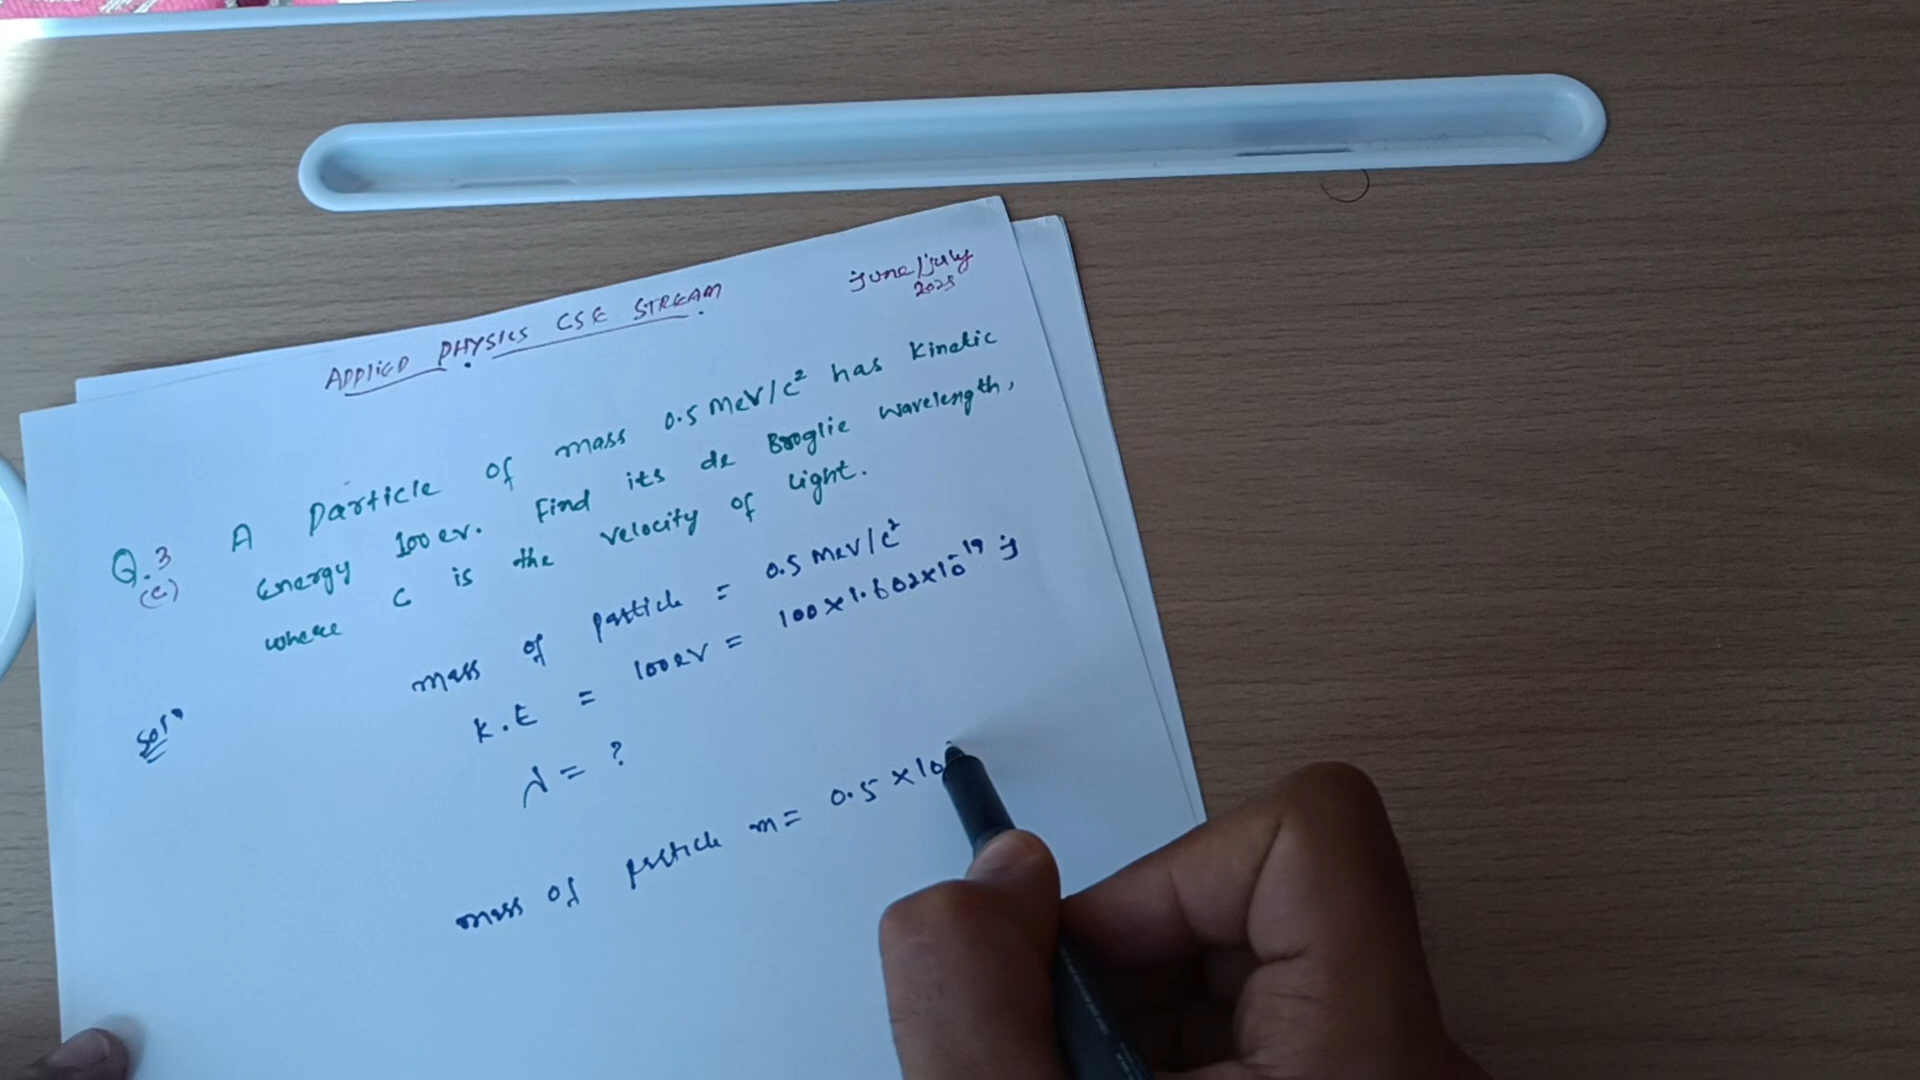 APPLIED PHYSICS CSE STREAM
june/july
2025
Q.3
(c)
A particle of mass 0.5 MeV/c² has Kinetic
Energy 100 ev. Find its de Broglie wavelength,
where c is the velocity of light.
Sol^n
mass of particle = 0.5 MeV/c²
K.E = 100eV = 100×1.602×10^-19 j
λ = ?
mass of particle m = 0.5 ×10